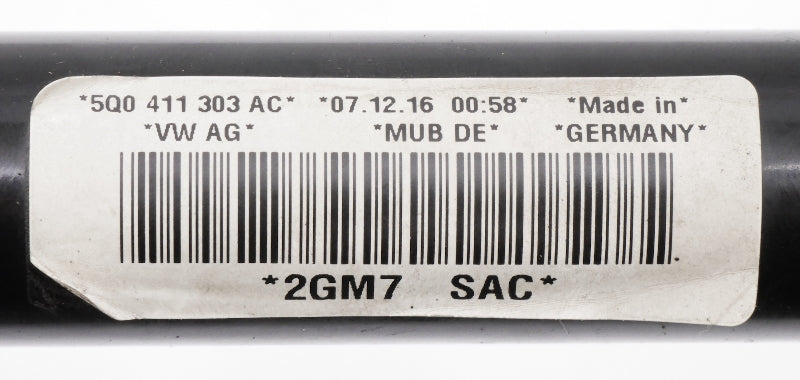 *5Q0 411 303 AC* *07.12.16 00:58* *Made in*
*VW AG* *MUB DE* *GERMANY*
*2GM7 SAC*